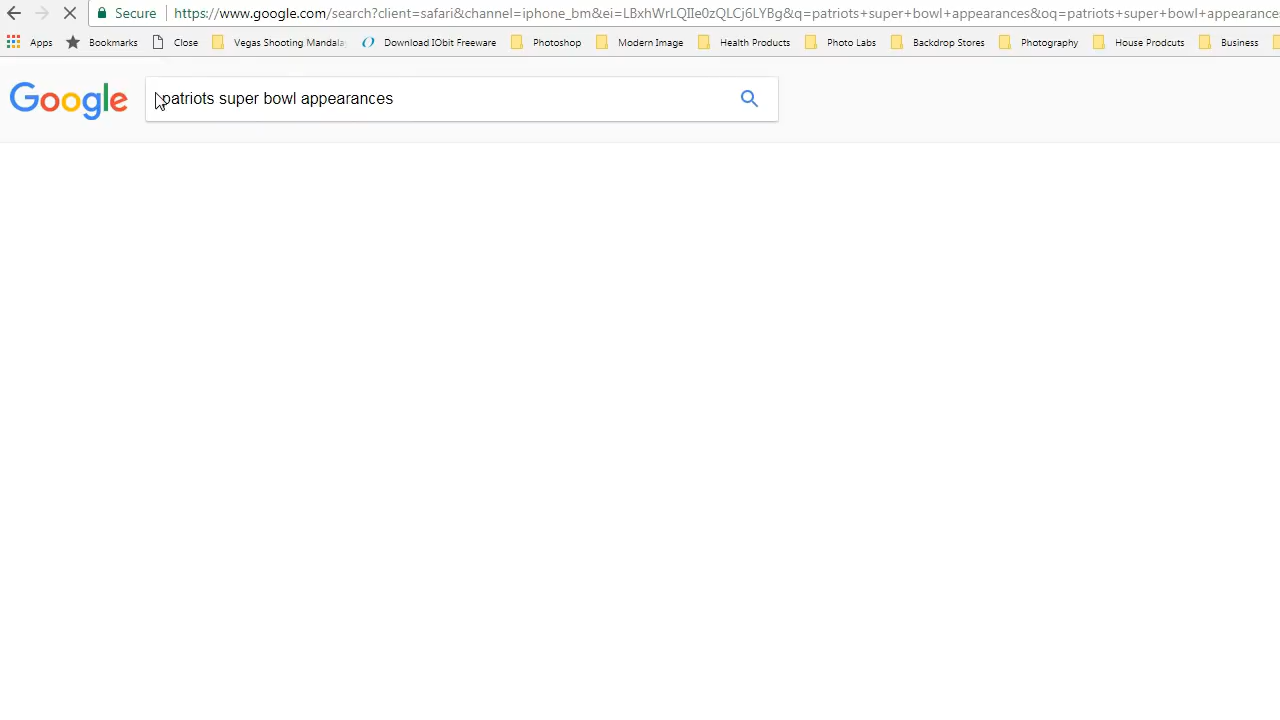 Secure https://www.google.com/search?client=safari&channel=iphone_bm&ei=LBxhWrLQIIe0zQLCj6LYBg&q=patriots+super+bowl+appearances&oq=patriots+super+bowl+appearance
Apps Bookmarks Close Vegas Shooting Mandala Download IObit Freeware Photoshop Modern Image Health Products Photo Labs Backdrop Stores Photography House Prodcuts Business
Google patriots super bowl appearances